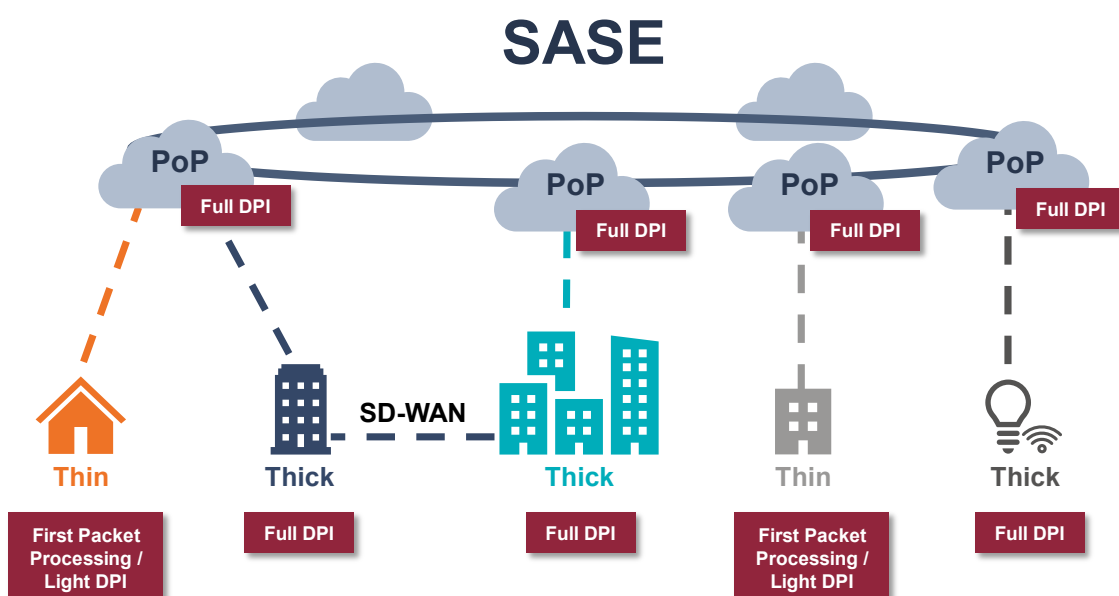 SASE
PoP
PoP
PoP
PoP
Full DPI
Full DPI
Full DPI
Full DPI
SD-WAN
Thin
Thick
Thick
Thin
Thick
First Packet
Processing /
Light DPI
Full DPI
Full DPI
First Packet
Processing /
Light DPI
Full DPI